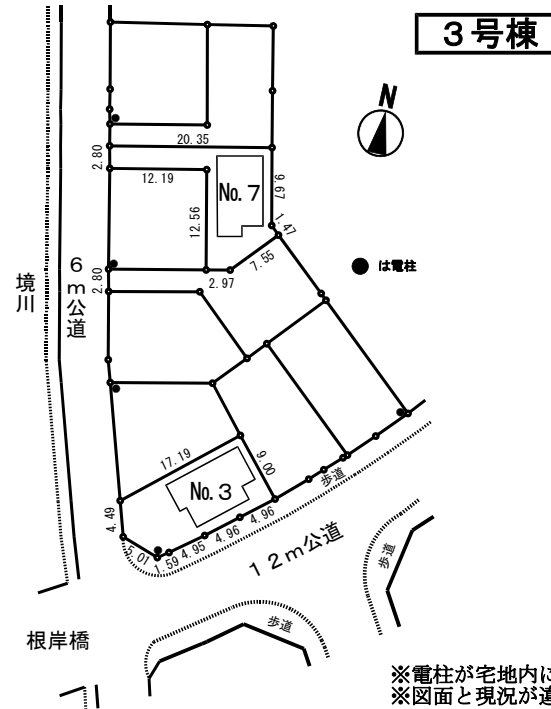 3号棟
N
20.35
2.80
12.19
No.7
9.67
12.56
1.47
7.55
2.97
は電柱
境川
6m公道
2.80
17.19
9.00
No.3
4.49
5.01
1.59
4.95
4.96
4.96
歩道
12m公道
歩道
根岸橋
歩道
※電柱が宅地内に
※図面と現況が違